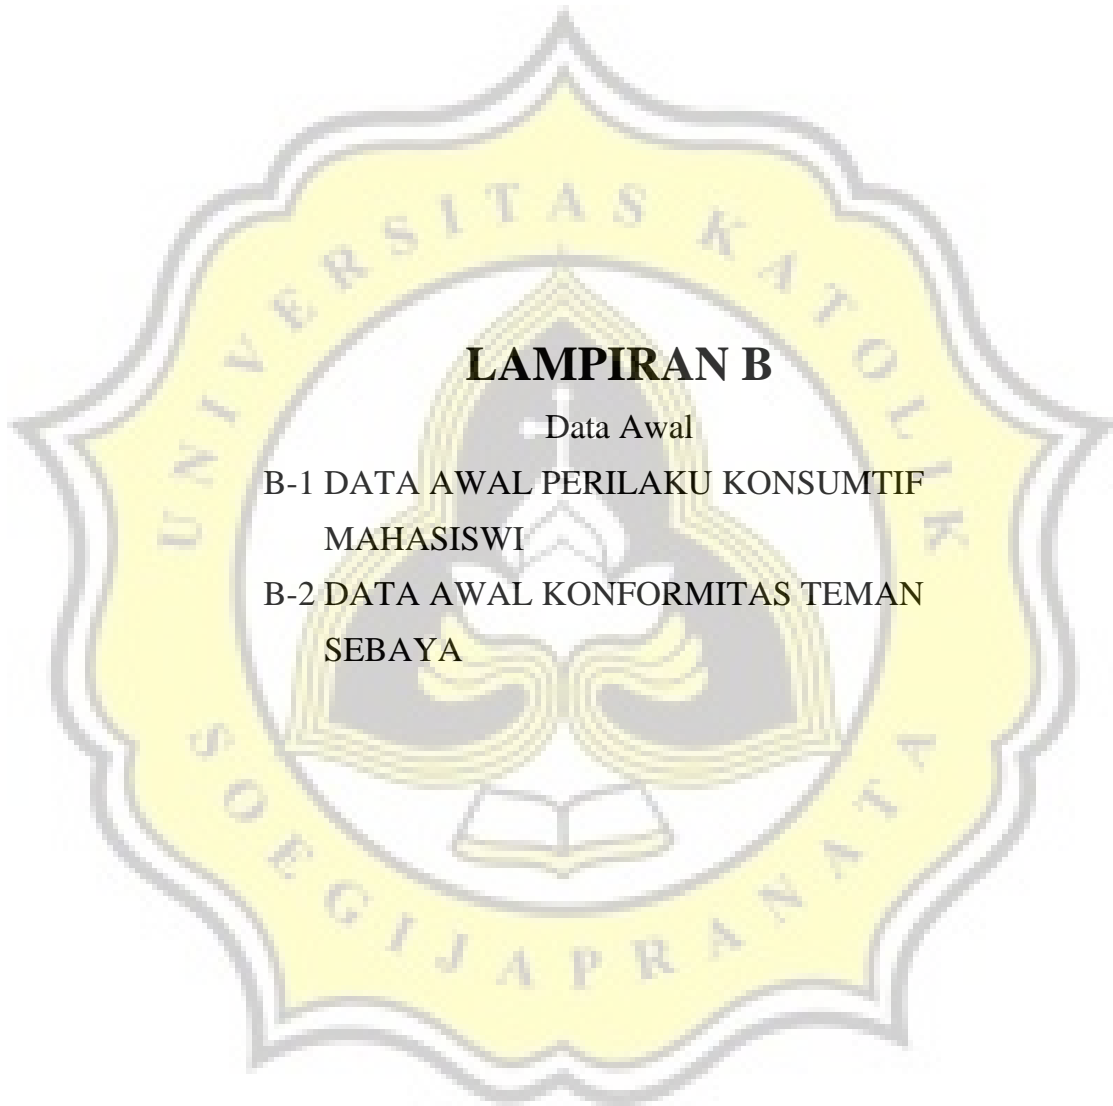 UNIVERSITAS KATOLIK
LAMPIRAN B
Data Awal
B-1 DATA AWAL PERILAKU KONSUMTIF
MAHASISWI
B-2 DATA AWAL KONFORMITAS TEMAN
SEBAYA
SOEGIJAPRANATA